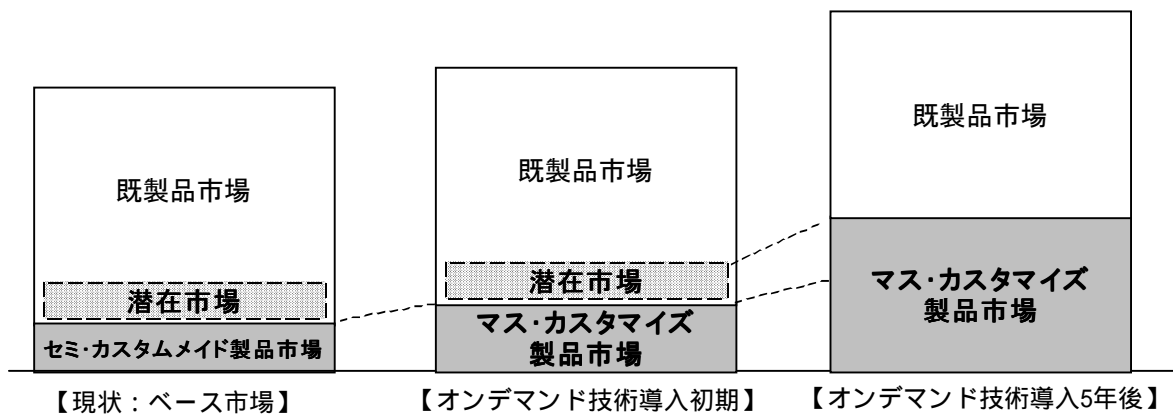 既製品市場
潜在市場
セミ・カスタムメイド製品市場
【現状：ベース市場】
既製品市場
潜在市場
マス・カスタマイズ
製品市場
【オンデマンド技術導入初期】
既製品市場
マス・カスタマイズ
製品市場
【オンデマンド技術導入5年後】